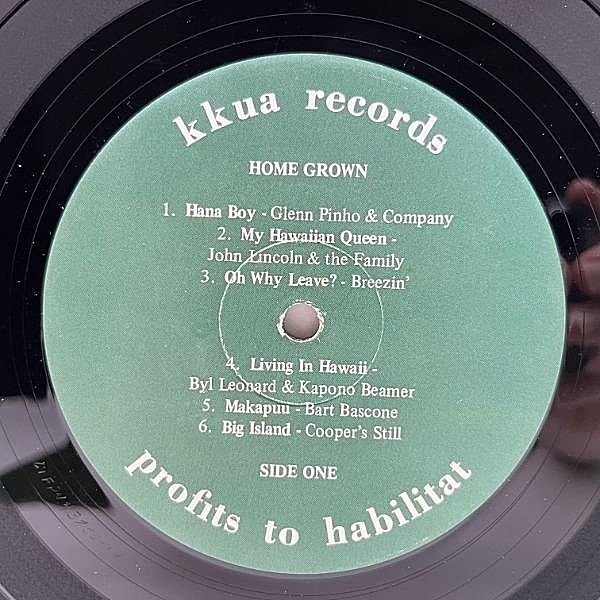 kkua records
HOME GROWN
1. Hana Boy - Glenn Pinho & Company
2. My Hawaiian Queen -
John Lincoln & the Family
3. Oh Why Leave? - Breezin'
4. Living In Hawaii -
Byl Leonard & Kapono Beamer
5. Makapuu - Bart Bascone
6. Big Island - Cooper's Still
SIDE ONE
profits to habilitat